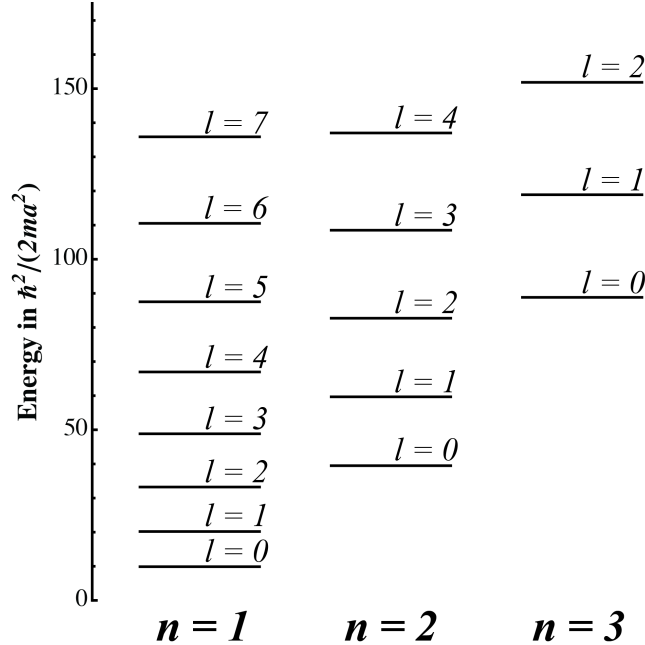 Energy in ℏ²/(2ma²)
150
100
50
0
l = 7
l = 6
l = 5
l = 4
l = 3
l = 2
l = 1
l = 0
l = 4
l = 3
l = 2
l = 1
l = 0
l = 2
l = 1
l = 0
n = 1
n = 2
n = 3